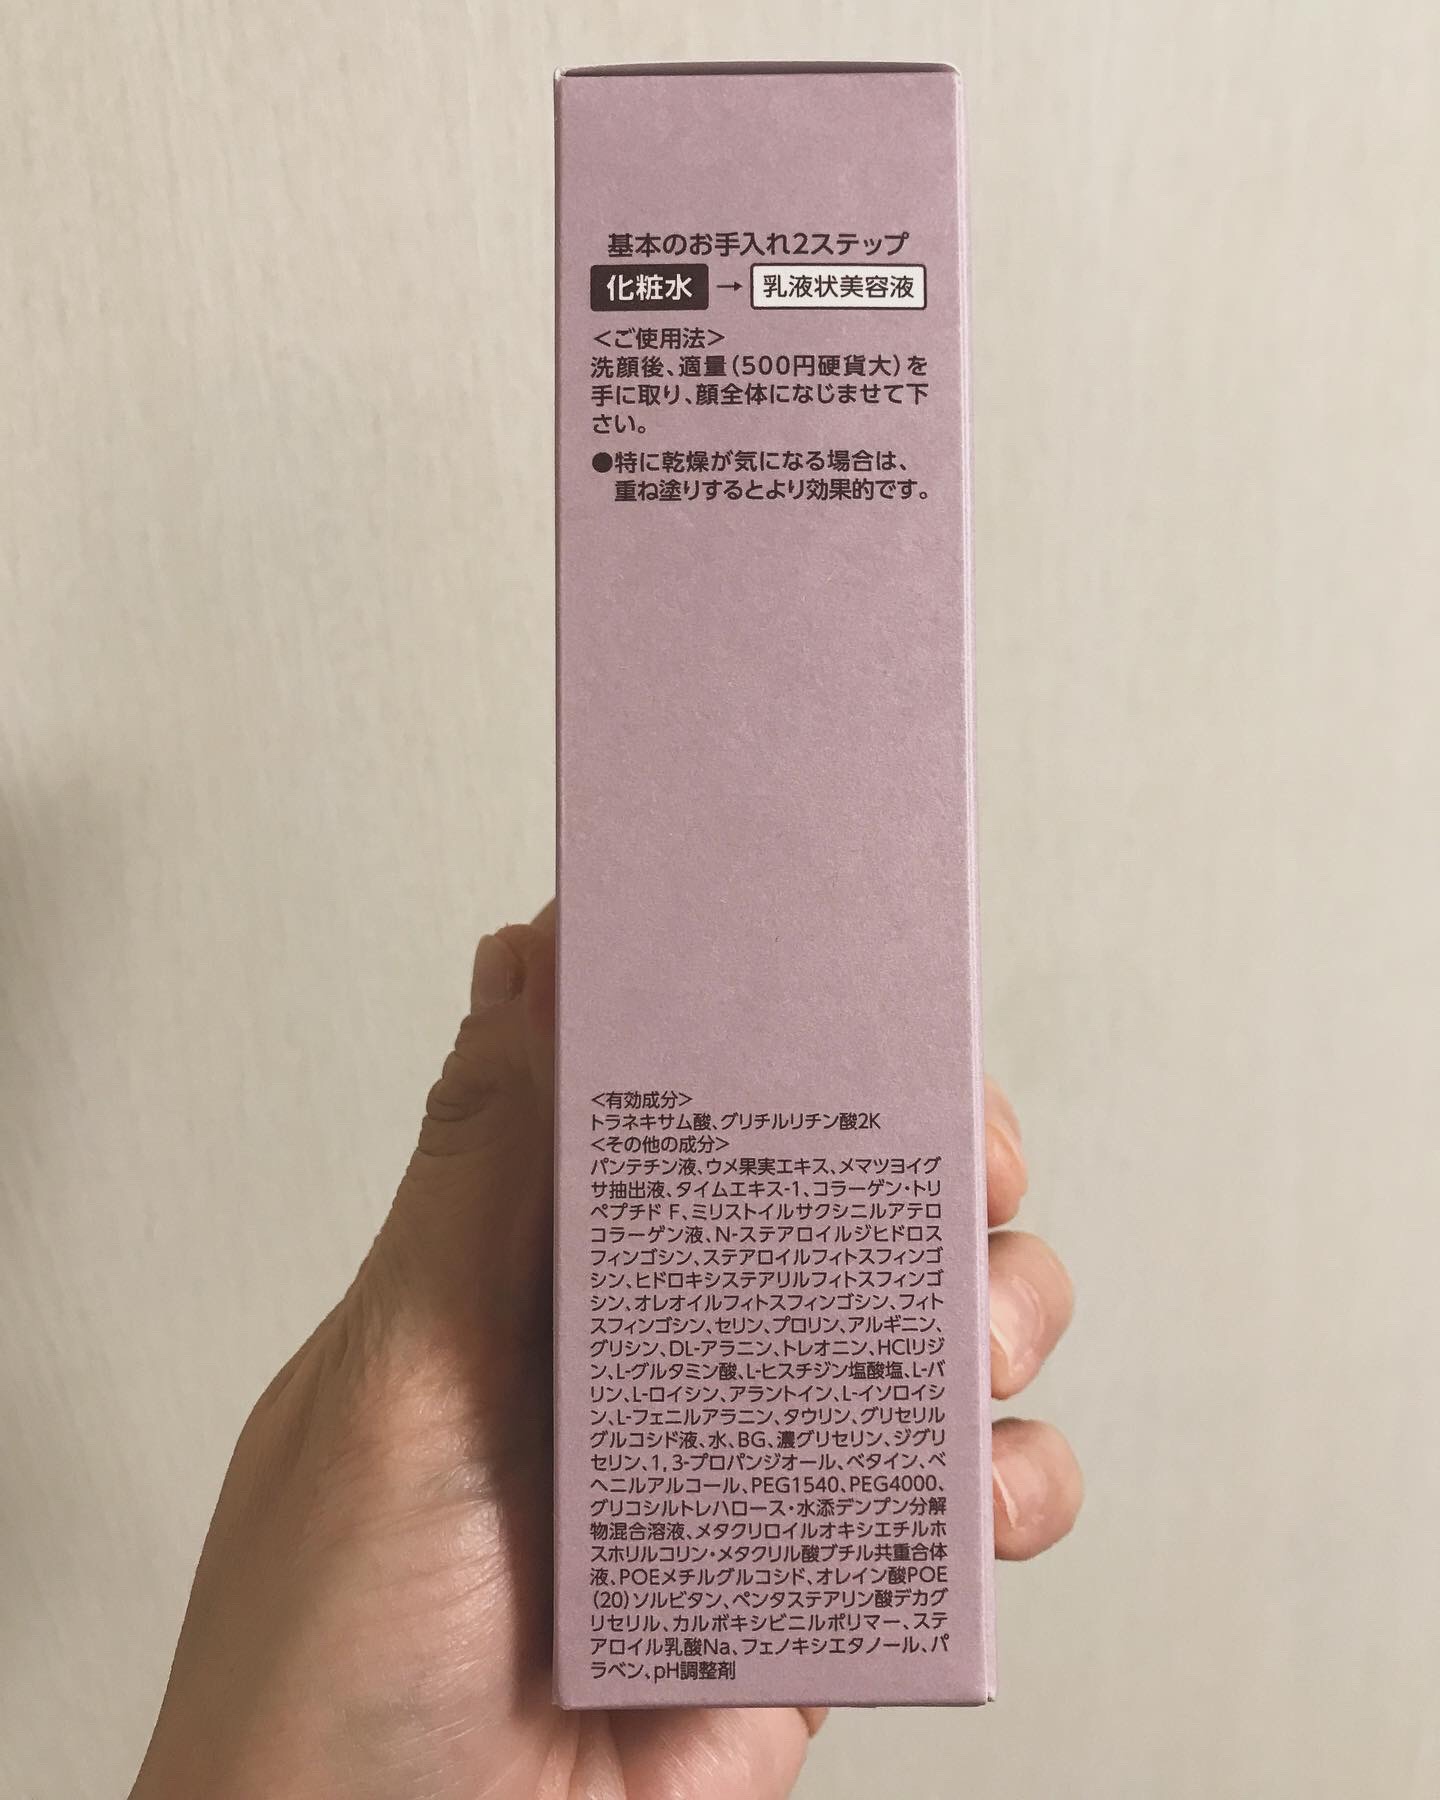 基本のお手入れ2ステップ
化粧水→乳液状美容液
＜ご使用法＞
洗顔後、適量（500円硬貨大）を
手に取り、顔全体になじませて下
さい。
●特に乾燥が気になる場合は、
重ね塗りするとより効果的です。
＜有効成分＞
トラネキサム酸、グリチルリチン酸2K
＜その他の成分＞
パンテチン液、ウメ果実エキス、メマツヨイグ
サ抽出液、タイムエキス-1、コラーゲン・トリ
ペプチド F、ミリストイルサクシニルアテロ
コラーゲン液、N-ステアロイルジヒドロス
フィンゴシン、ステアロイルフィトスフィンゴ
シン、ヒドロキシステアリルフィトスフィンゴ
シン、オレオイルフィトスフィンゴシン、フィト
スフィンゴシン、セリン、プロリン、アルギニン、
グリシン、DL-アラニン、トレオニン、HClリジ
ン、L-グルタミン酸、L-ヒスチジン塩酸塩、L-バ
リン、L-ロイシン、アラントイン、L-イソロイシ
ン、L-フェニルアラニン、タウリン、グリセリル
グルコシド液、水、BG、濃グリセリン、ジグリ
セリン、1,3-プロパンジオール、ベタイン、ベ
ヘニルアルコール、PEG1540、PEG4000、
グリコシルトレハロース・水添デンプン分解
物混合溶液、メタクリロイルオキシエチルホ
スホリルコリン・メタクリル酸ブチル共重合体
液、POEメチルグルコシド、オレイン酸POE
(20)ソルビタン、ペンタステアリン酸デカグ
リセリル、カルボキシビニルポリマー、ステ
アロイル乳酸Na、フェノキシエタノール、パ
ラベン、pH調整剤